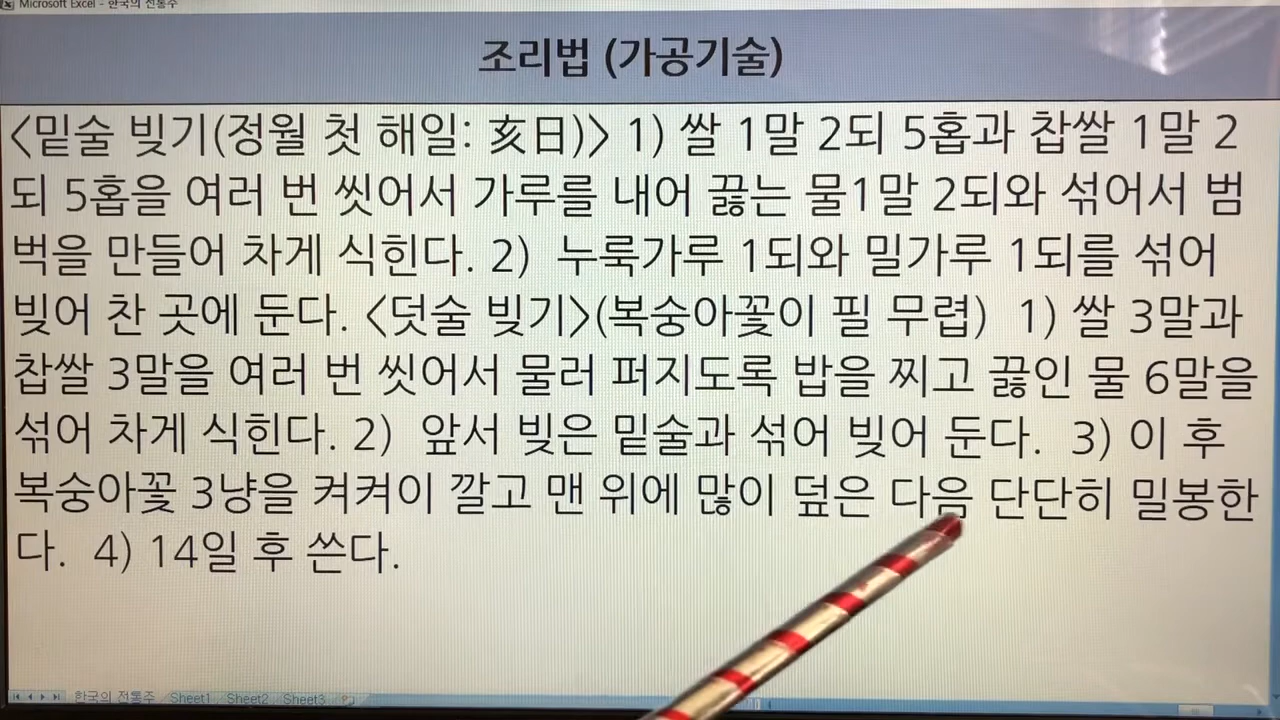 Microsoft Excel - 한국의 전통주
조리법 (가공기술)
<밑술 빚기(정월 첫 해일: 亥日)> 1) 쌀 1말 2되 5홉과 찹쌀 1말 2
되 5홉을 여러 번 씻어서 가루를 내어 끓는 물1말 2되와 섞어서 범
벅을 만들어 차게 식힌다. 2) 누룩가루 1되와 밀가루 1되를 섞어
빚어 찬 곳에 둔다. <덧술 빚기>(복숭아꽃이 필 무렵) 1) 쌀 3말과
찹쌀 3말을 여러 번 씻어서 물러 퍼지도록 밥을 찌고 끓인 물 6말을
섞어 차게 식힌다. 2) 앞서 빚은 밑술과 섞어 빚어 둔다. 3) 이 후
복숭아꽃 3냥을 켜켜이 깔고 맨 위에 많이 덮은 다음 단단히 밀봉한
다. 4) 14일 후 쓴다.
한국의 전통주 Sheet1 Sheet2 Sheet3